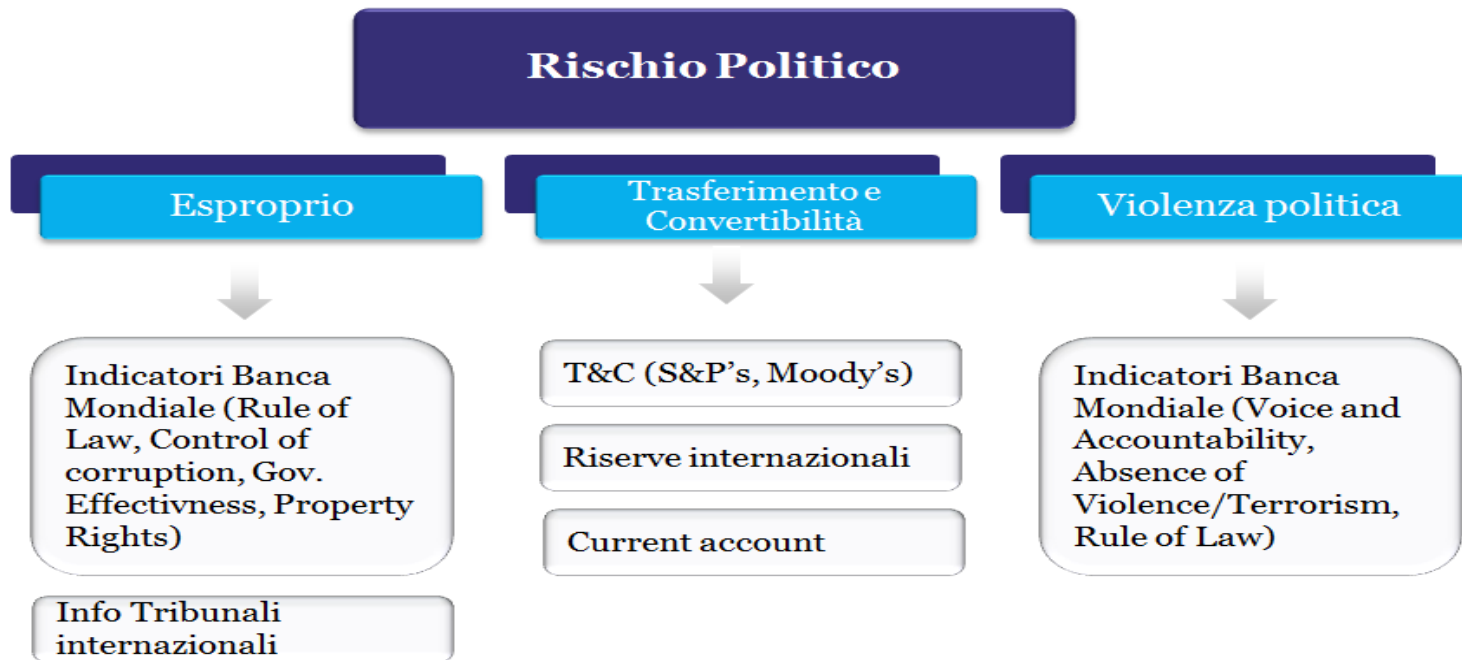 Rischio Politico
Esproprio
Trasferimento e
Convertibilità
Violenza politica
Indicatori Banca
Mondiale (Rule of
Law, Control of
corruption, Gov.
Effectivness, Property
Rights)
Info Tribunali
internazionali
T&C (S&P's, Moody's)
Riserve internazionali
Current account
Indicatori Banca
Mondiale (Voice and
Accountability,
Absence of
Violence/Terrorism,
Rule of Law)